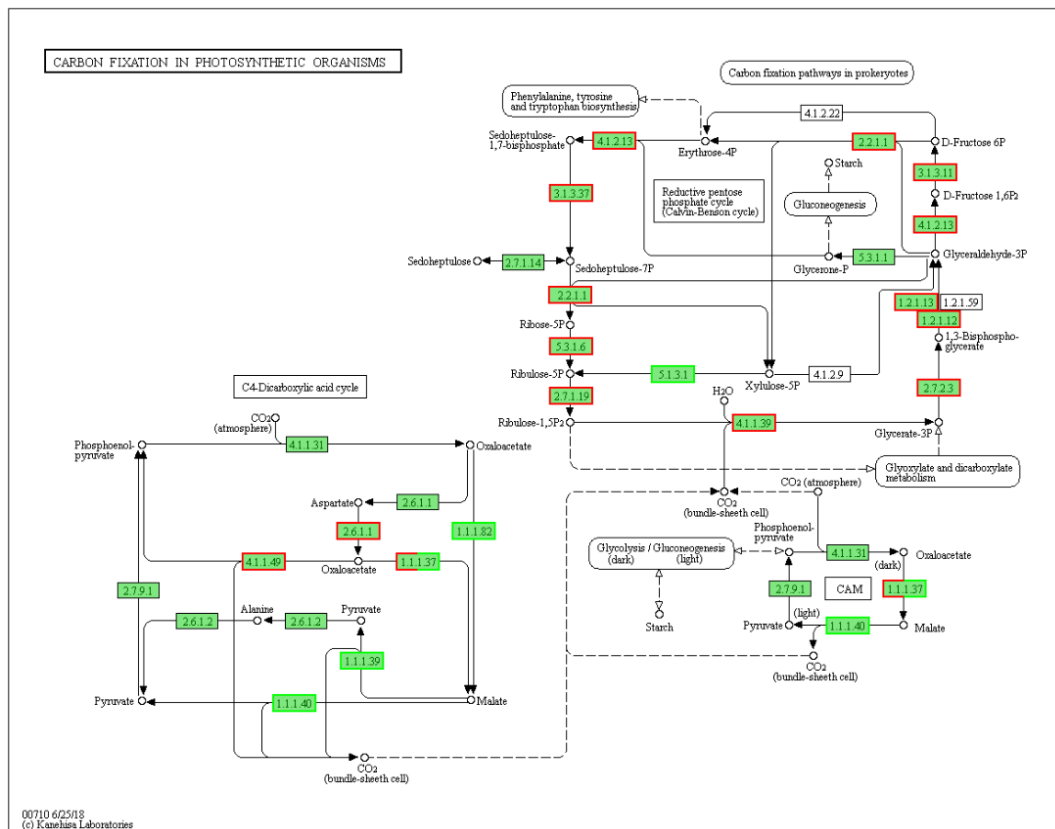 CARBON FIXATION IN PHOTOSYNTHETIC ORGANISMS
Carbon fixation pathways in prokeryotes
Phenylalanine, tyrosine
and tryptophan biosynthesis
4.1.2.22
Sedoheptulose-
1,7-bisphosphate
4.1.2.13
Erythrose-4P
2.2.1.1
D-Fructose 6P
Starch
3.1.3.11
3.1.3.37
Reductive pentose
phosphate cycle
(Calvin-Benson cycle)
Gluconeogenesis
D-Fructose 1,6P2
4.1.2.13
Sedoheptulose
2.7.1.14
Sedoheptulose-7P
Glycerone-P
5.3.1.1
Glyceraldehyde-3P
2.2.1.1
1.2.1.13
1.2.1.59
1.2.1.12
Ribose-5P
5.3.1.6
1,3-Bisphospho-
glycerate
Ribulose-5P
5.1.3.1
Xylulose-5P
4.1.2.9
C4-Dicarboxylic acid cycle
2.7.1.19
H2O
2.7.2.3
CO2
(atmosphere)
Ribulose-1,5P2
4.1.1.39
Glycerate-3P
Phosphoenol-
pyruvate
4.1.1.31
Oxaloacetate
Glyoxylate and dicarboxylate
metabolism
Aspartate
2.6.1.1
CO2
(bundle-sheeth cell)
CO2 (atmosphere)
2.6.1.1
1.1.1.82
Phosphoenol-
pyruvate
4.1.1.49
Oxaloacetate
1.1.1.37
Glycolysis / Gluconeogenesis
(dark) (light)
4.1.1.31
Oxaloacetate
(dark)
2.7.9.1
2.7.9.1
CAM
1.1.1.37
2.6.1.2
Alanine
2.6.1.2
Pyruvate
Starch
Pyruvate
(light)
1.1.1.40
Malate
1.1.1.39
CO2
(bundle-sheeth cell)
Pyruvate
1.1.1.40
Malate
CO2
(bundle-sheeth cell)
00710 6/25/18
(c) Kanehisa Laboratories